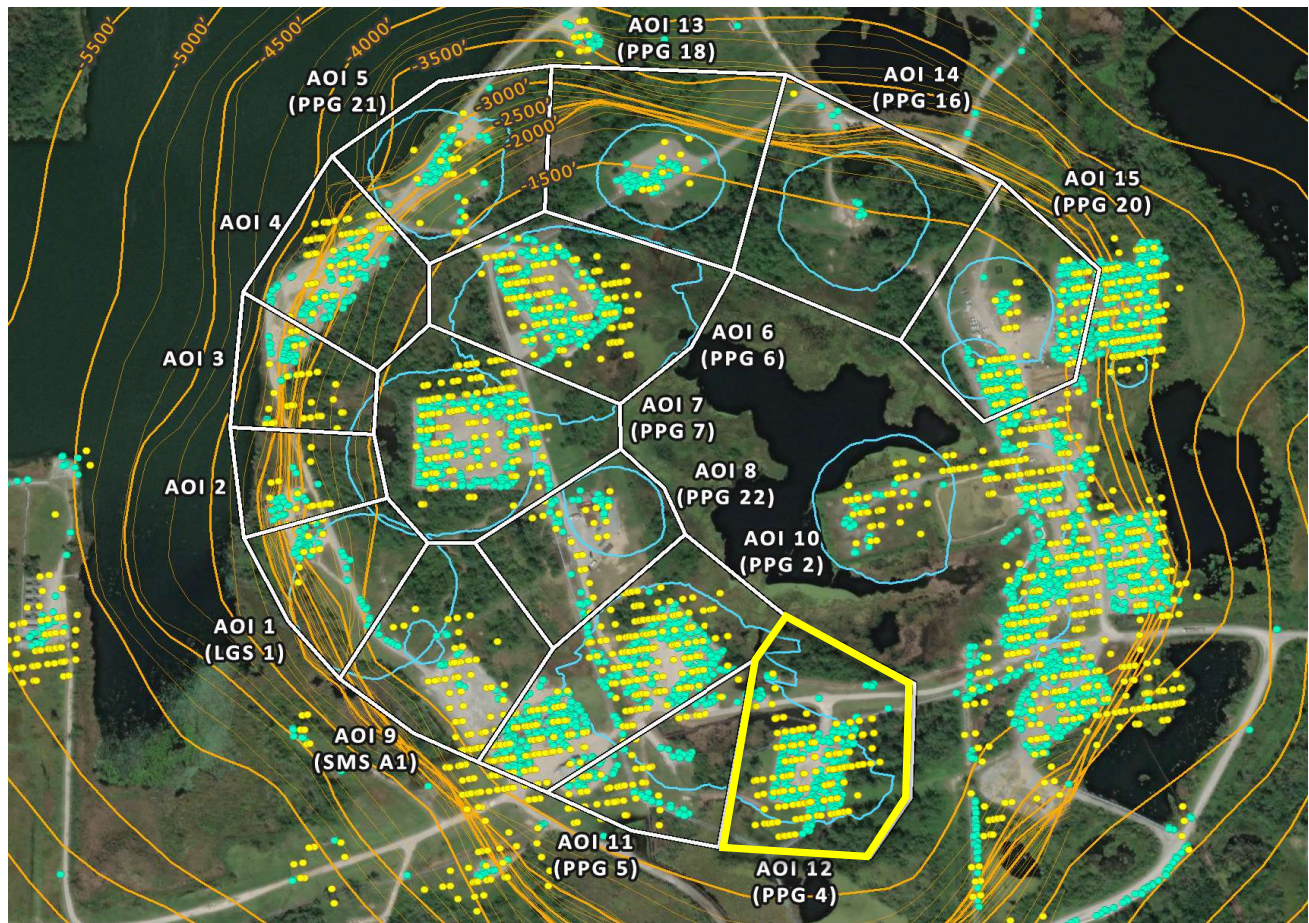 -5500'
-5000'
-4500'
-4000'
-3500'
-3000'
-2500'
-2000'
-1500'
AOI 5
(PPG 21)
AOI 13
(PPG 18)
AOI 14
(PPG 16)
AOI 15
(PPG 20)
AOI 4
AOI 3
AOI 6
(PPG 6)
AOI 7
(PPG 7)
AOI 8
(PPG 22)
AOI 2
AOI 10
(PPG 2)
AOI 1
(LGS 1)
AOI 9
(SMS A1)
AOI 11
(PPG 5)
AOI 12
(PPG 4)